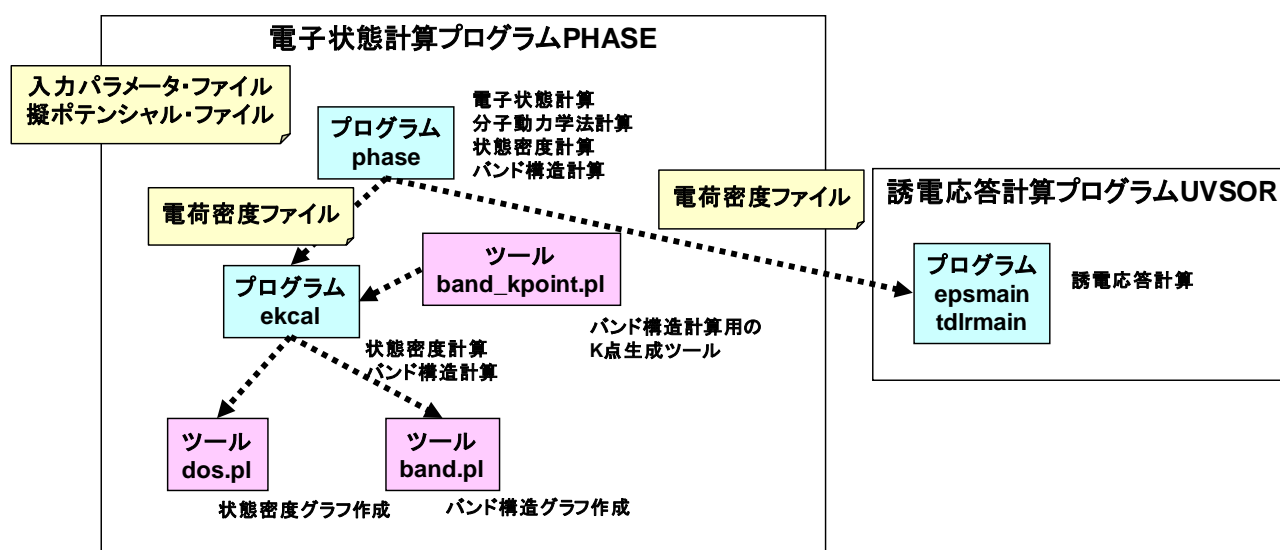 電子状態計算プログラムPHASE
入力パラメータ・ファイル
擬ポテンシャル・ファイル
プログラム
phase
電子状態計算
分子動力学法計算
状態密度計算
バンド構造計算
電荷密度ファイル
電荷密度ファイル
誘電応答計算プログラムUVSOR
プログラム
epsmain
tdlrmain
誘電応答計算
プログラム
ekcal
ツール
band_kpoint.pl
バンド構造計算用の
K点生成ツール
状態密度計算
バンド構造計算
ツール
dos.pl
状態密度グラフ作成
ツール
band.pl
バンド構造グラフ作成